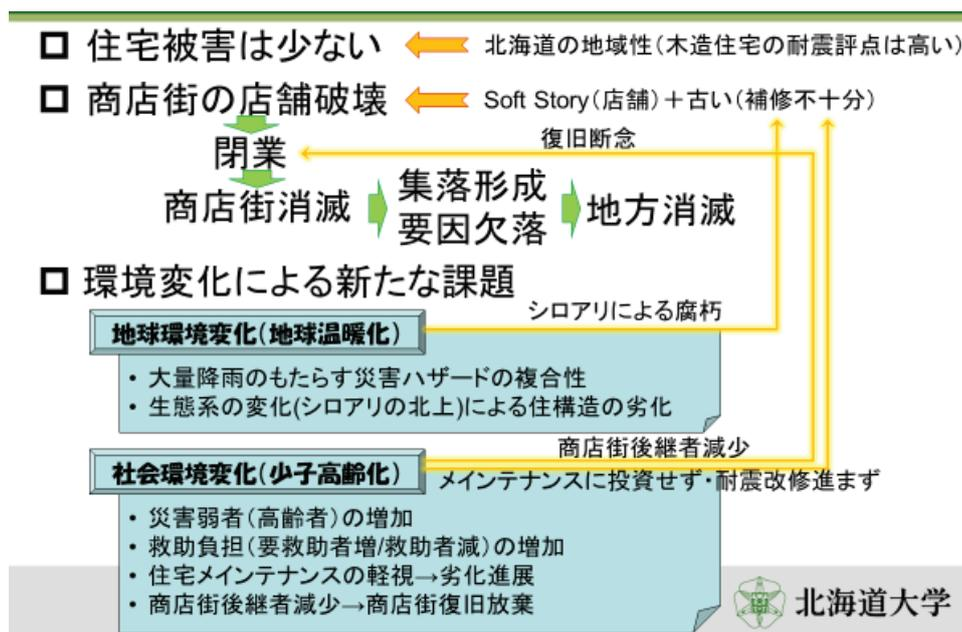 住宅被害は少ない
北海道の地域性(木造住宅の耐震評点は高い)
商店街の店舗破壊
Soft Story(店舗)+古い(補修不十分)
復旧断念
閉業
商店街消滅
集落形成
要因欠落
地方消滅
環境変化による新たな課題
シロアリによる腐朽
地球環境変化(地球温暖化)
• 大量降雨のもたらす災害ハザードの複合性
• 生態系の変化(シロアリの北上)による住構造の劣化
商店街後継者減少
社会環境変化(少子高齢化)
メインテナンスに投資せず・耐震改修進まず
• 災害弱者(高齢者)の増加
• 救助負担(要救助者増/救助者減)の増加
• 住宅メインテナンスの軽視→劣化進展
• 商店街後継者減少→商店街復旧放棄
北海道大学